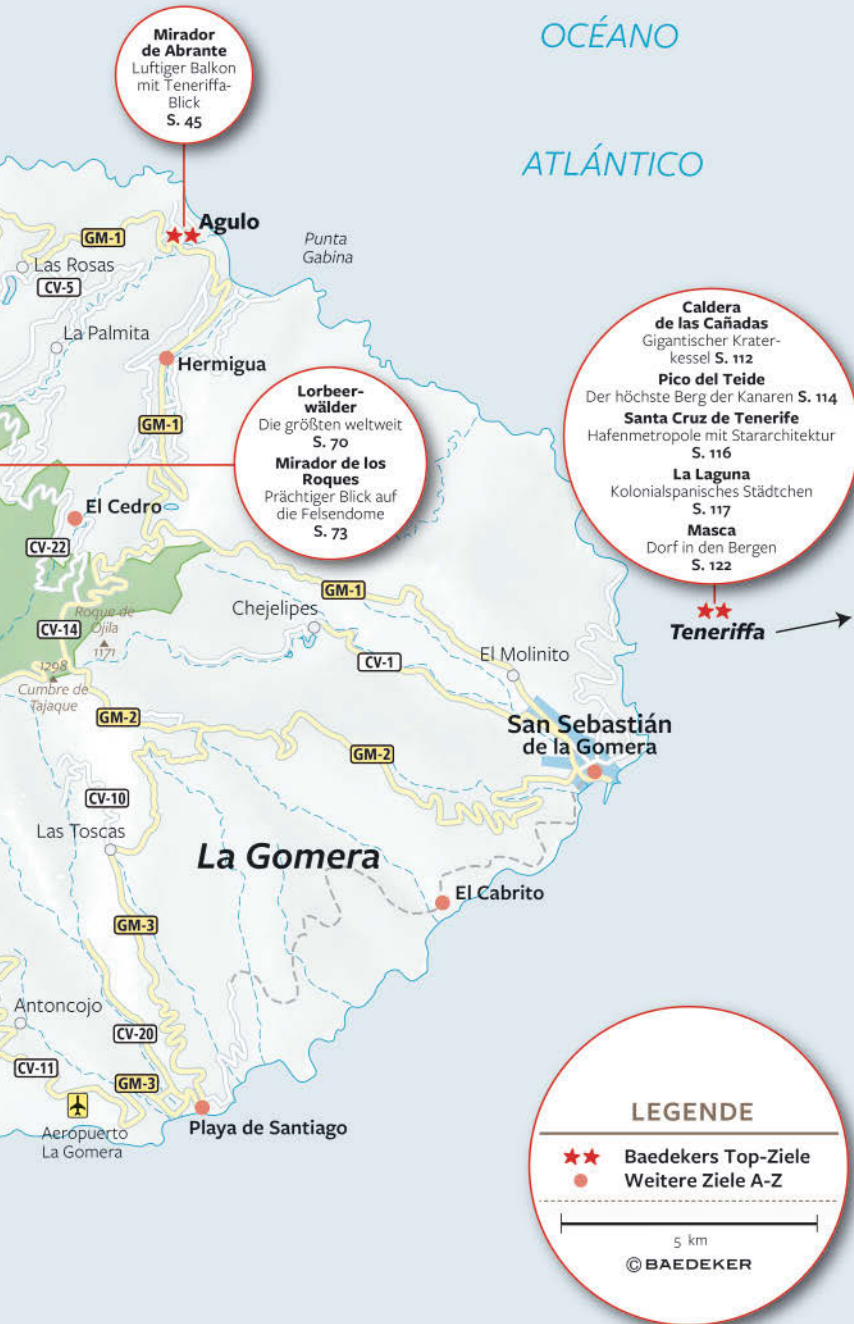 OCÉANO
ATLÁNTICO
Mirador
de Abrante
Luftiger Balkon
mit Teneriffa-
Blick
S. 45
Agulo
GM-1
Punta
Gabina
Las Rosas
CV-5
La Palmita
Hermigua
GM-1
Lorbeer-
wälder
Die größten weltweit
S. 70
Mirador de los
Roques
Prächtiger Blick auf
die Felsendome
S. 73
Caldera
de las Cañadas
Gigantischer Krater-
kessel S. 112
Pico del Teide
Der höchste Berg der Kanaren S. 114
Santa Cruz de Tenerife
Hafenmetropole mit Stararchitektur
S. 116
La Laguna
Kolonialspanisches Städtchen
S. 117
Masca
Dorf in den Bergen
S. 122
Teneriffa
El Cedro
CV-22
GM-1
Chejelipes
CV-14
Roque de
Ojila
1171
CV-1
El Molinito
1298
Cumbre de
Tajaque
GM-2
San Sebastián
de la Gomera
GM-2
CV-10
Las Toscas
La Gomera
El Cabrito
GM-3
Antoncojo
CV-20
CV-11
GM-3
Aeropuerto
La Gomera
Playa de Santiago
LEGENDE
Baedekers Top-Ziele
Weitere Ziele A-Z
5 km
© BAEDEKER